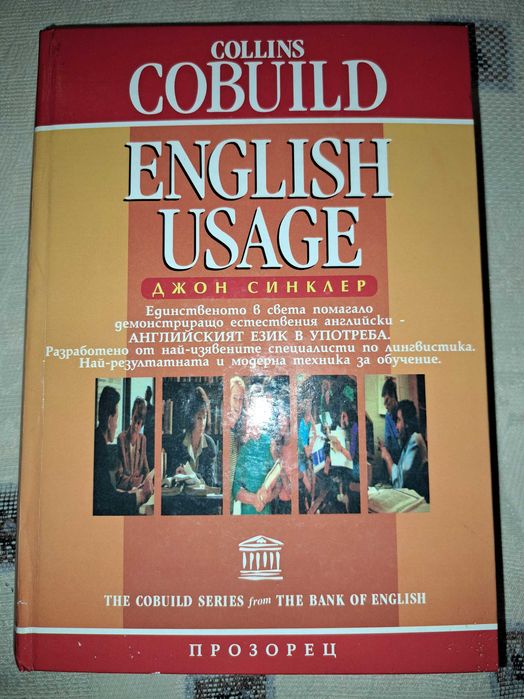 COLLINS
COBUILD
ENGLISH
USAGE
ДЖОН СИНКЛЕР
Единственото в света помагало
демонстриращо естествения английски -
АНГЛИЙСКИЯТ ЕЗИК В УПОТРЕБА.
Разработено от най-изявените специалисти по лингвистика.
Най-резултатната и модерна техника за обучение.
THE COBUILD SERIES from THE BANK OF ENGLISH
ПРОЗОРЕЦ